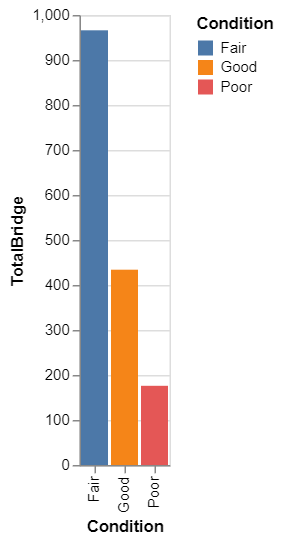 Condition
Fair
Good
Poor
1,000
900
800
700
600
500
400
300
200
100
0
TotalBridge
Fair
Good
Poor
Condition